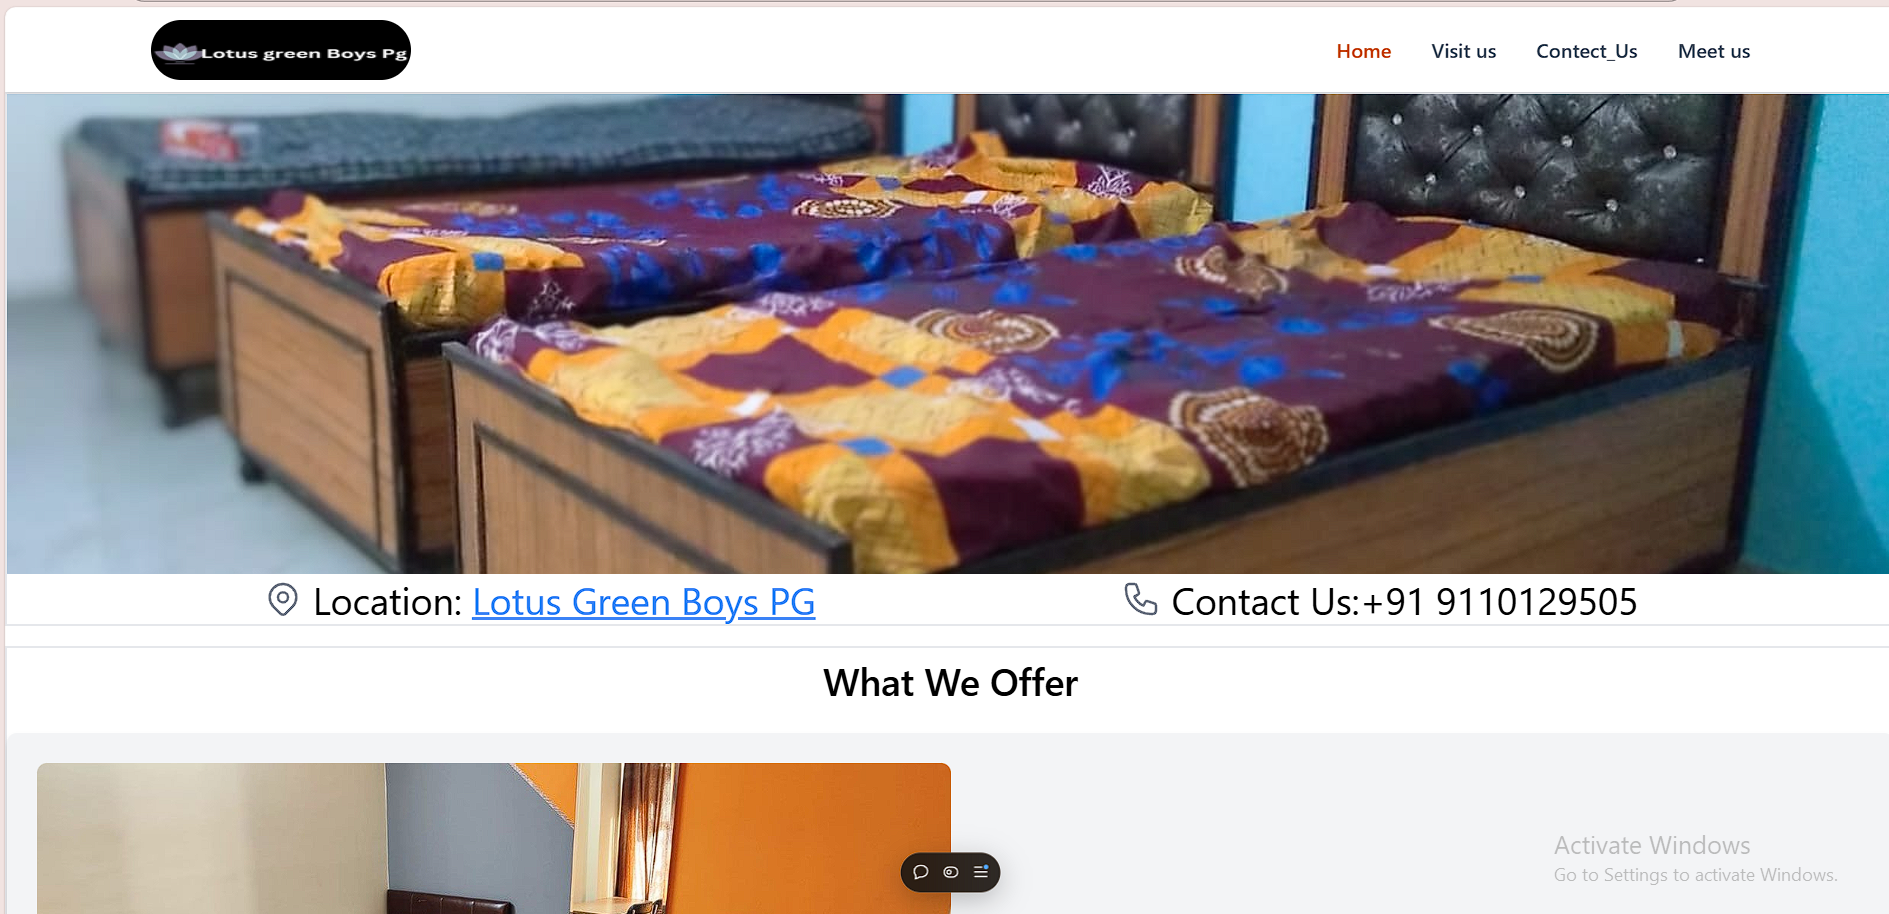 Lotus green Boys Pg
Home Visit us Contect_Us Meet us
Location: Lotus Green Boys PG
Contact Us:+91 9110129505
What We Offer
Activate Windows
Go to Settings to activate Windows.